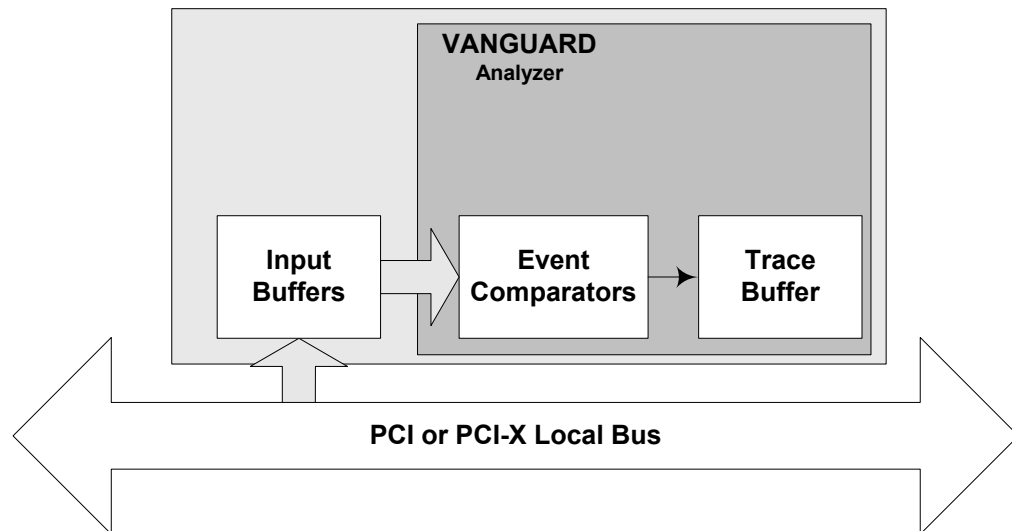 VANGUARD
Analyzer
Input
Buffers
Event
Comparators
Trace
Buffer
PCI or PCI-X Local Bus